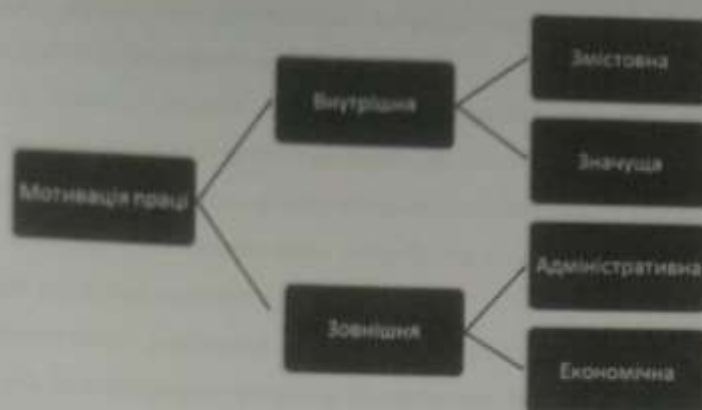 Мотивація праці
Внутрішня
Змістовна
Значуща
Зовнішня
Адміністративна
Економічна